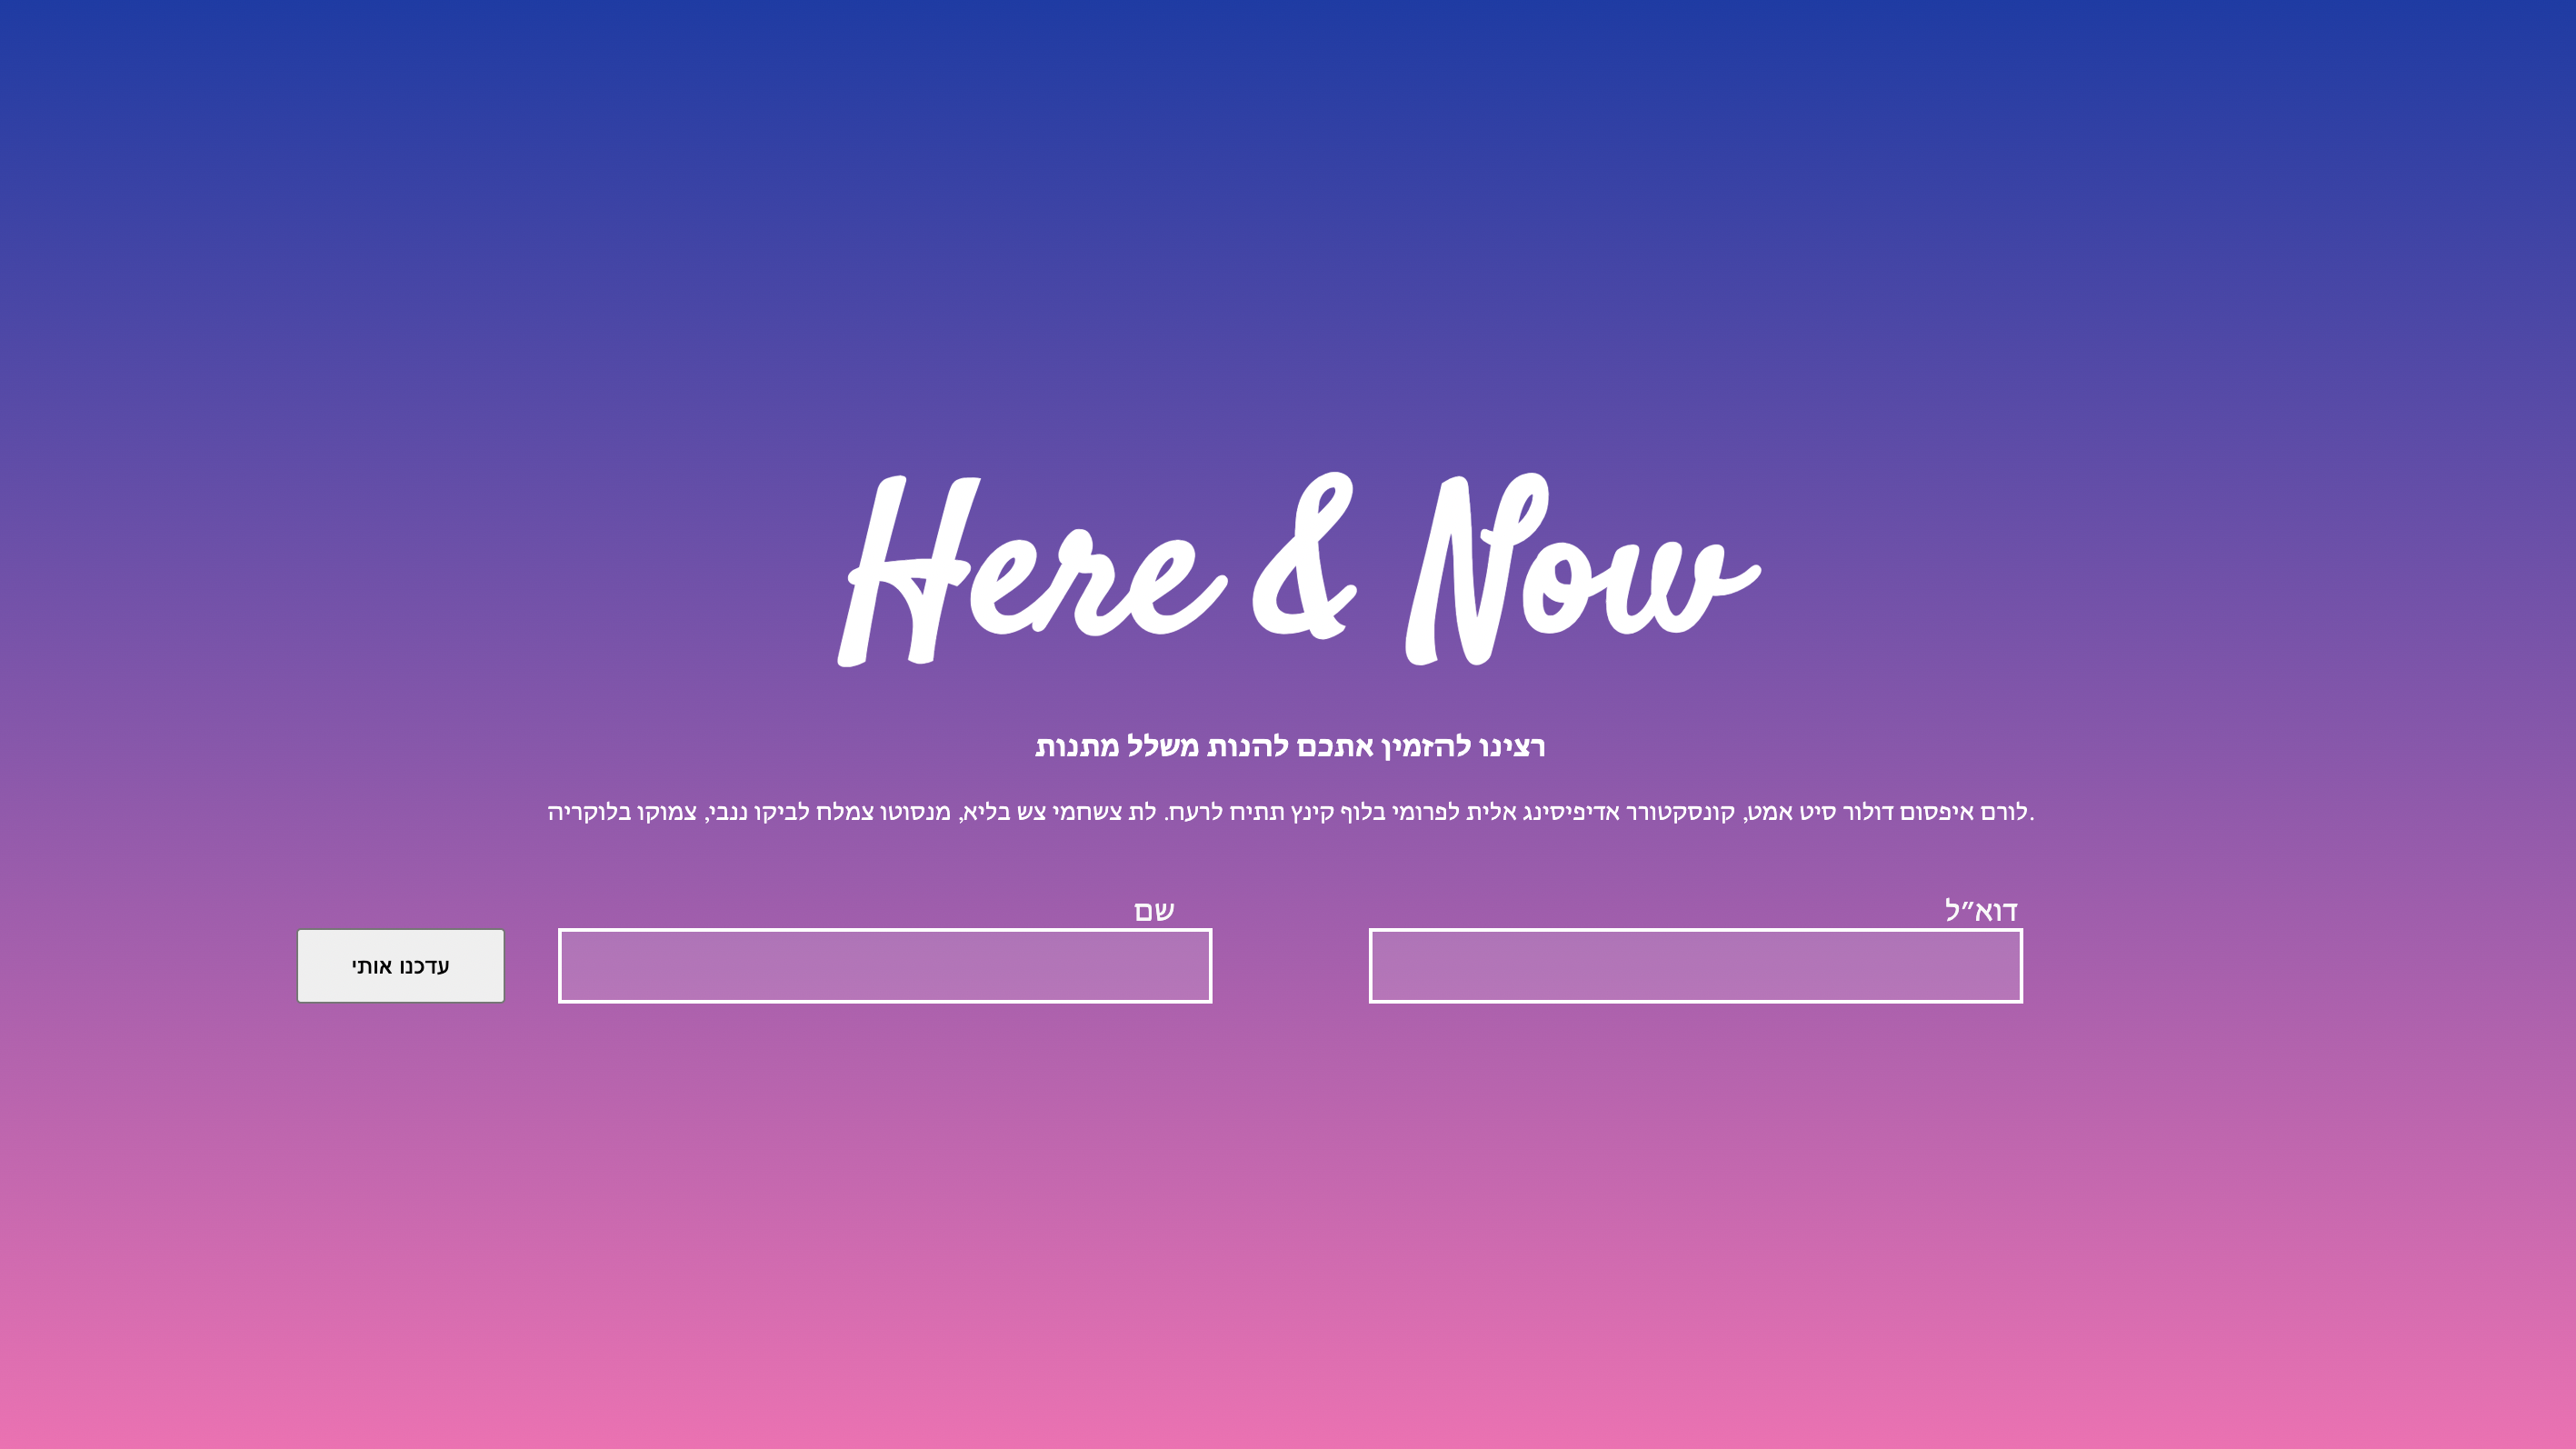 Here & Now
רצינו להזמין אתכם להנות משלל מתנות
לורם איפסום דולור סיט אמט, קונסקטורר אדיפיסינג אלית לפרומי בלוף קינץ תתיח לרעח. לת צשחמי צש בליא, מנסוטו צמלח לביקו ננבי, צמוקו בלוקריה.
דוא״ל
שם
עדכנו אותי